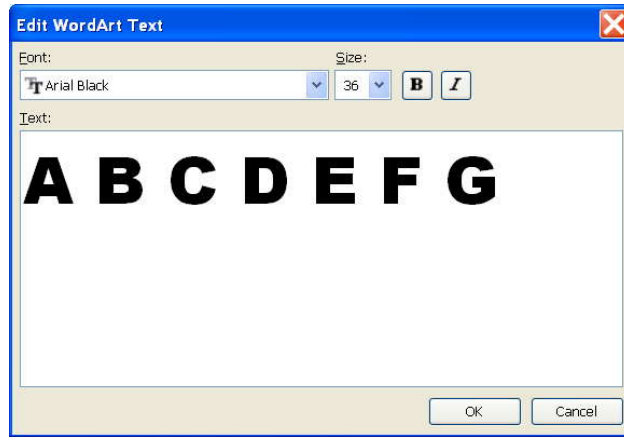 Edit WordArt Text
Font:
Size:
Arial Black
36
B
I
Text:
A B C D E F G
OK
Cancel